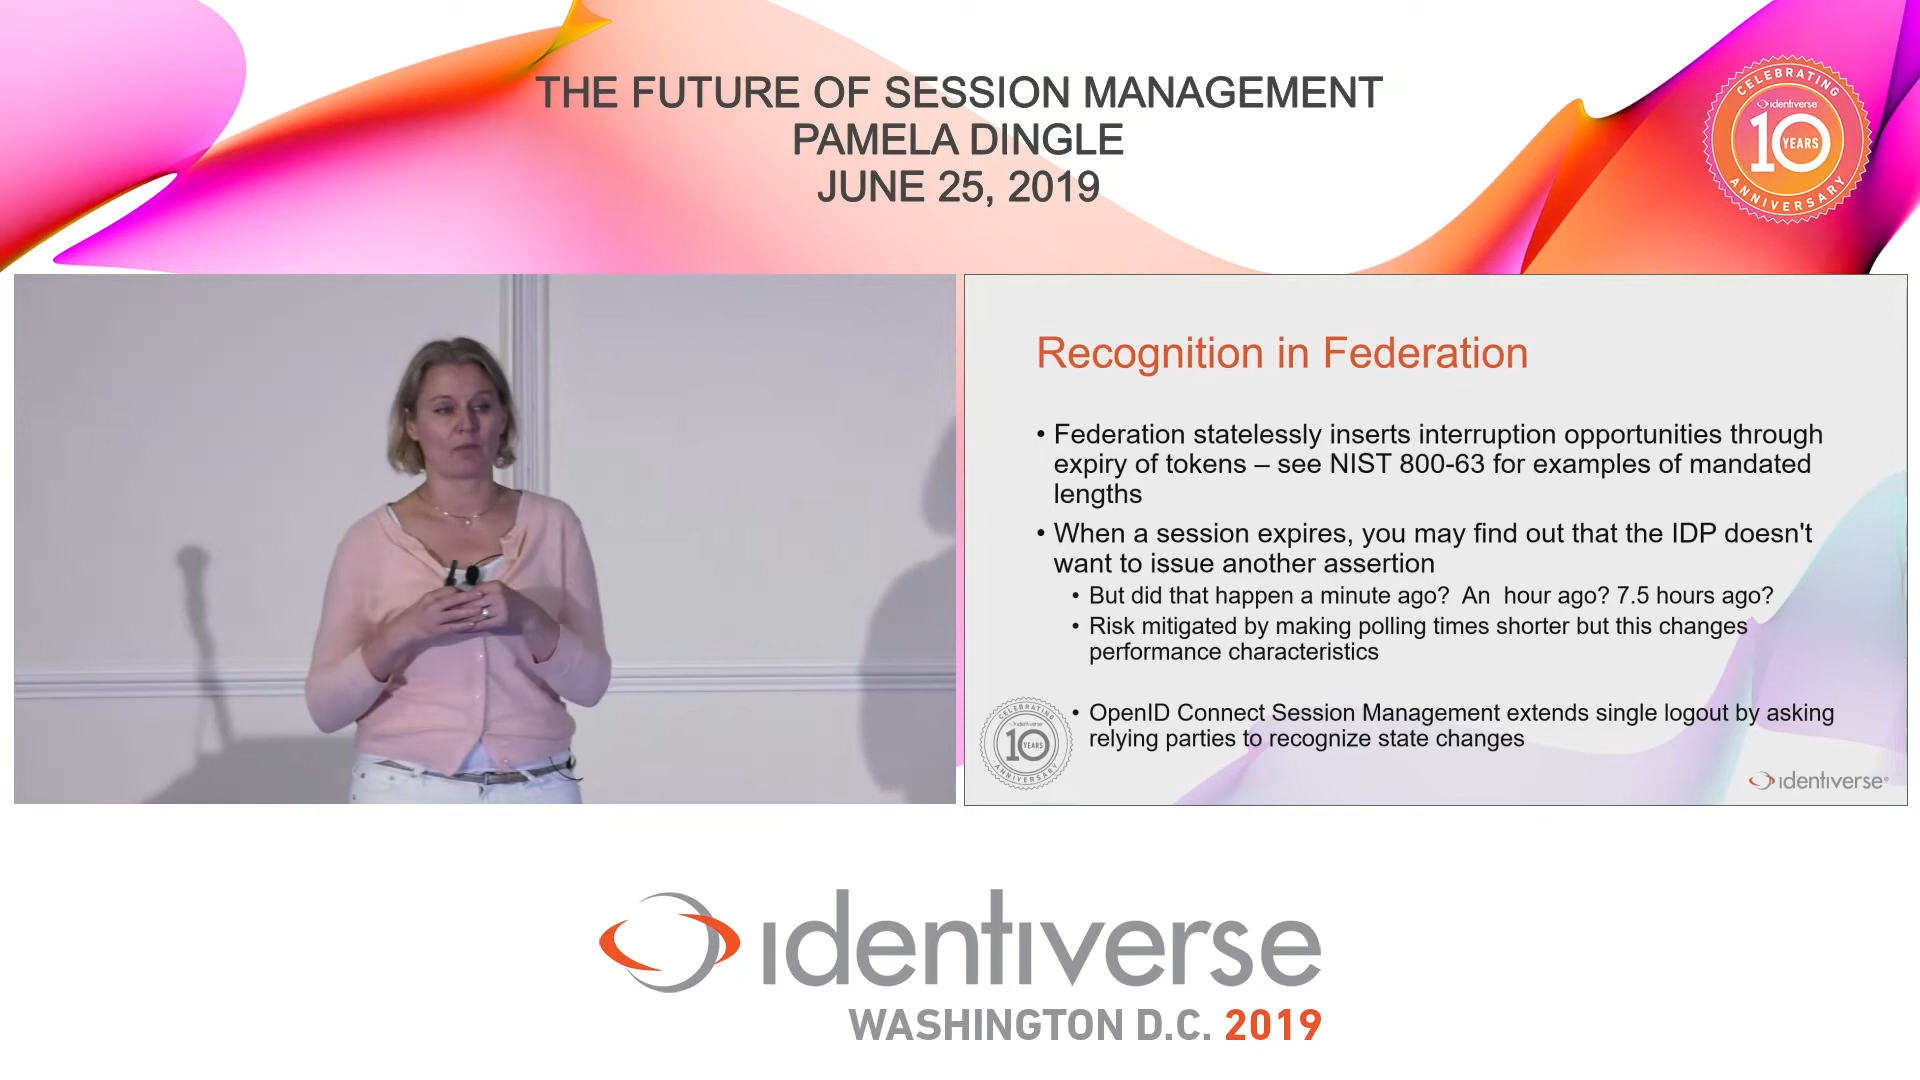 THE FUTURE OF SESSION MANAGEMENT
PAMELA DINGLE
JUNE 25, 2019
CELEBRATING
identiverse
10
YEARS
ANNIVERSARY
Recognition in Federation
• Federation statelessly inserts interruption opportunities through
expiry of tokens – see NIST 800-63 for examples of mandated
lengths
• When a session expires, you may find out that the IDP doesn't
want to issue another assertion
• But did that happen a minute ago?  An  hour ago? 7.5 hours ago?
• Risk mitigated by making polling times shorter but this changes
performance characteristics
• OpenID Connect Session Management extends single logout by asking
relying parties to recognize state changes
CELEBRATING
identiverse
10
YEARS
ANNIVERSARY
identiverse®
identiverse
WASHINGTON D.C. 2019